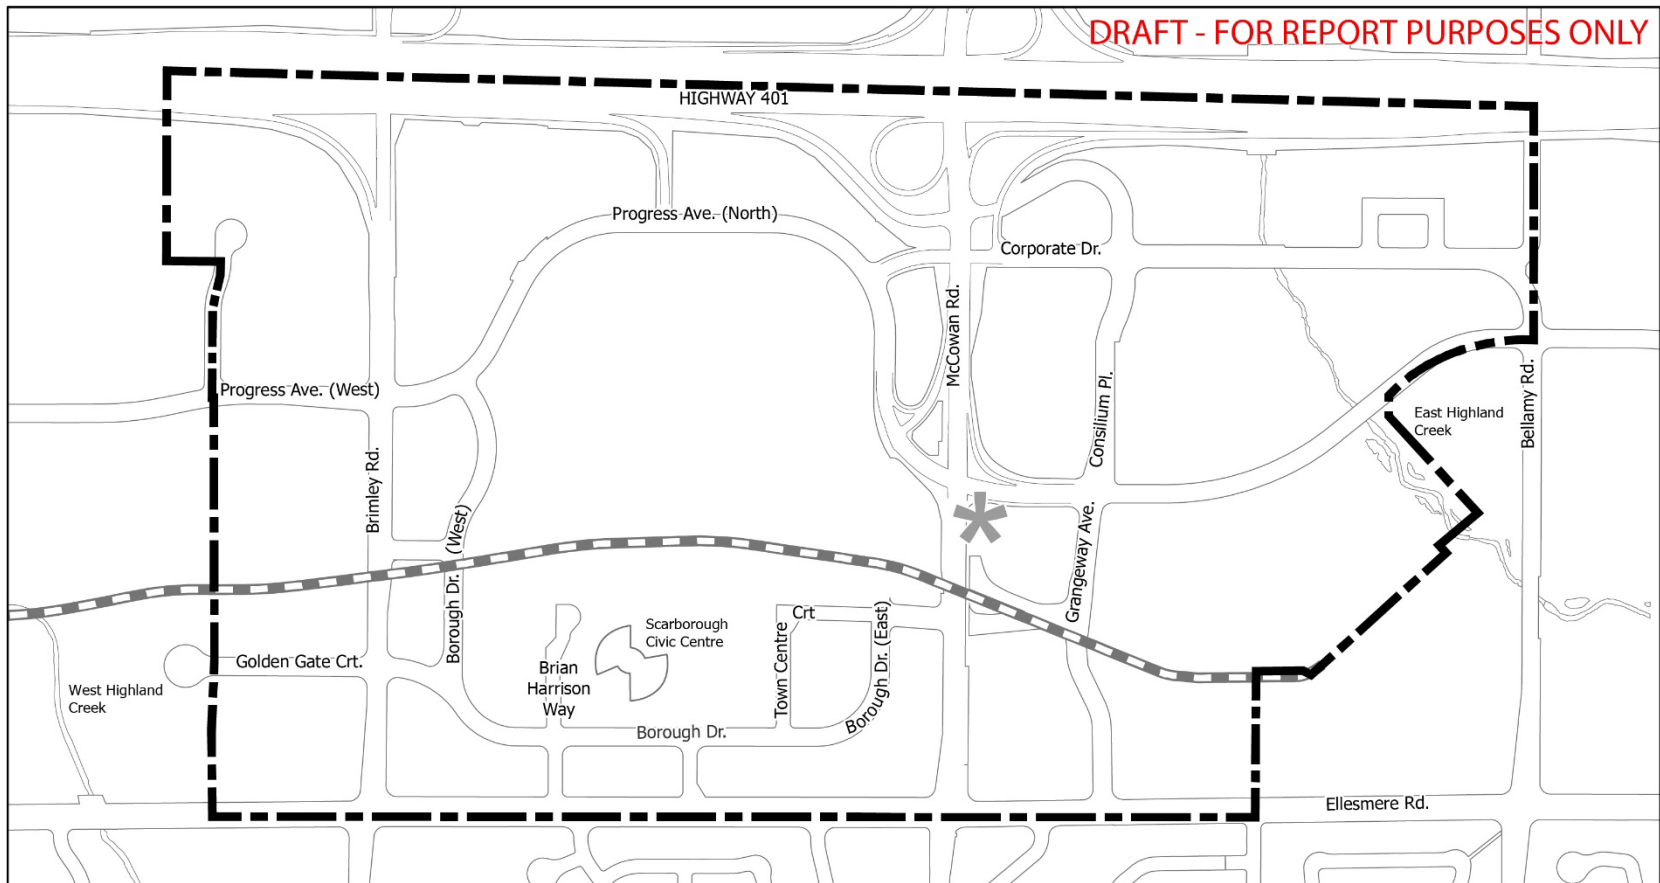 DRAFT - FOR REPORT PURPOSES ONLY
HIGHWAY 401
Progress Ave. (North)
Corporate Dr.
McCowan Rd.
Progress Ave. (West)
Consilium Pl.
East Highland
Creek
Bellamy Rd.
Brimley Rd.
Borough Dr. (West)
Grangeway Ave.
Scarborough
Civic Centre
Town Centre Crt
Borough Dr. (East)
Golden Gate Crt.
Brian
Harrison
Way
West Highland
Creek
Borough Dr.
Ellesmere Rd.